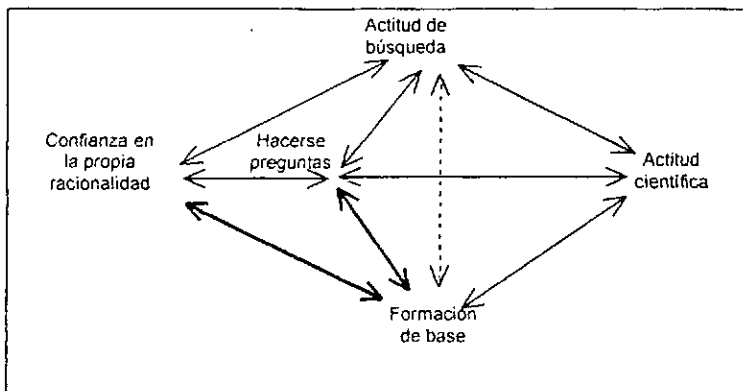 Actitud de
búsqueda
Confianza en
la propia
racionalidad
Hacerse
preguntas
Actitud
científica
Formación
de base